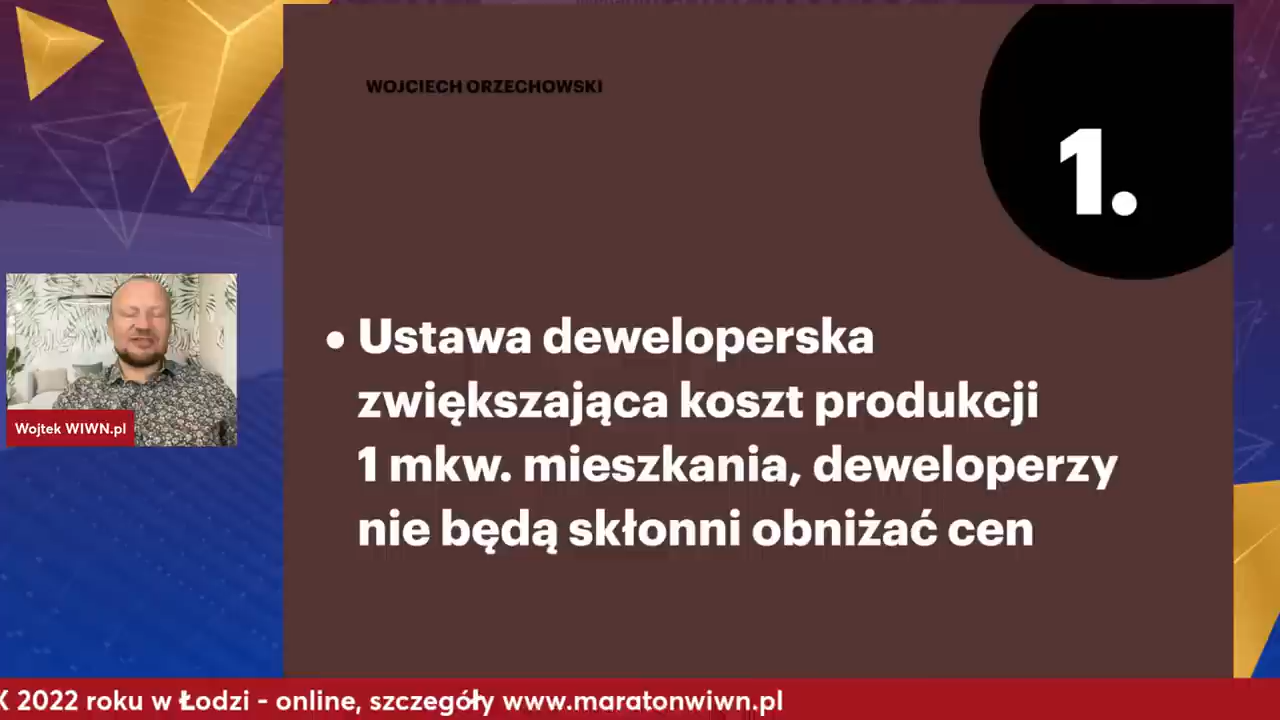 WOJCIECH ORZECHOWSKI
1.
• Ustawa deweloperska
zwiększająca koszt produkcji
1 mkw. mieszkania, deweloperzy
nie będą skłonni obniżać cen
Wojtek WIWN.pl
X 2022 roku w Łodzi - online, szczegóły www.maratonwiwn.pl